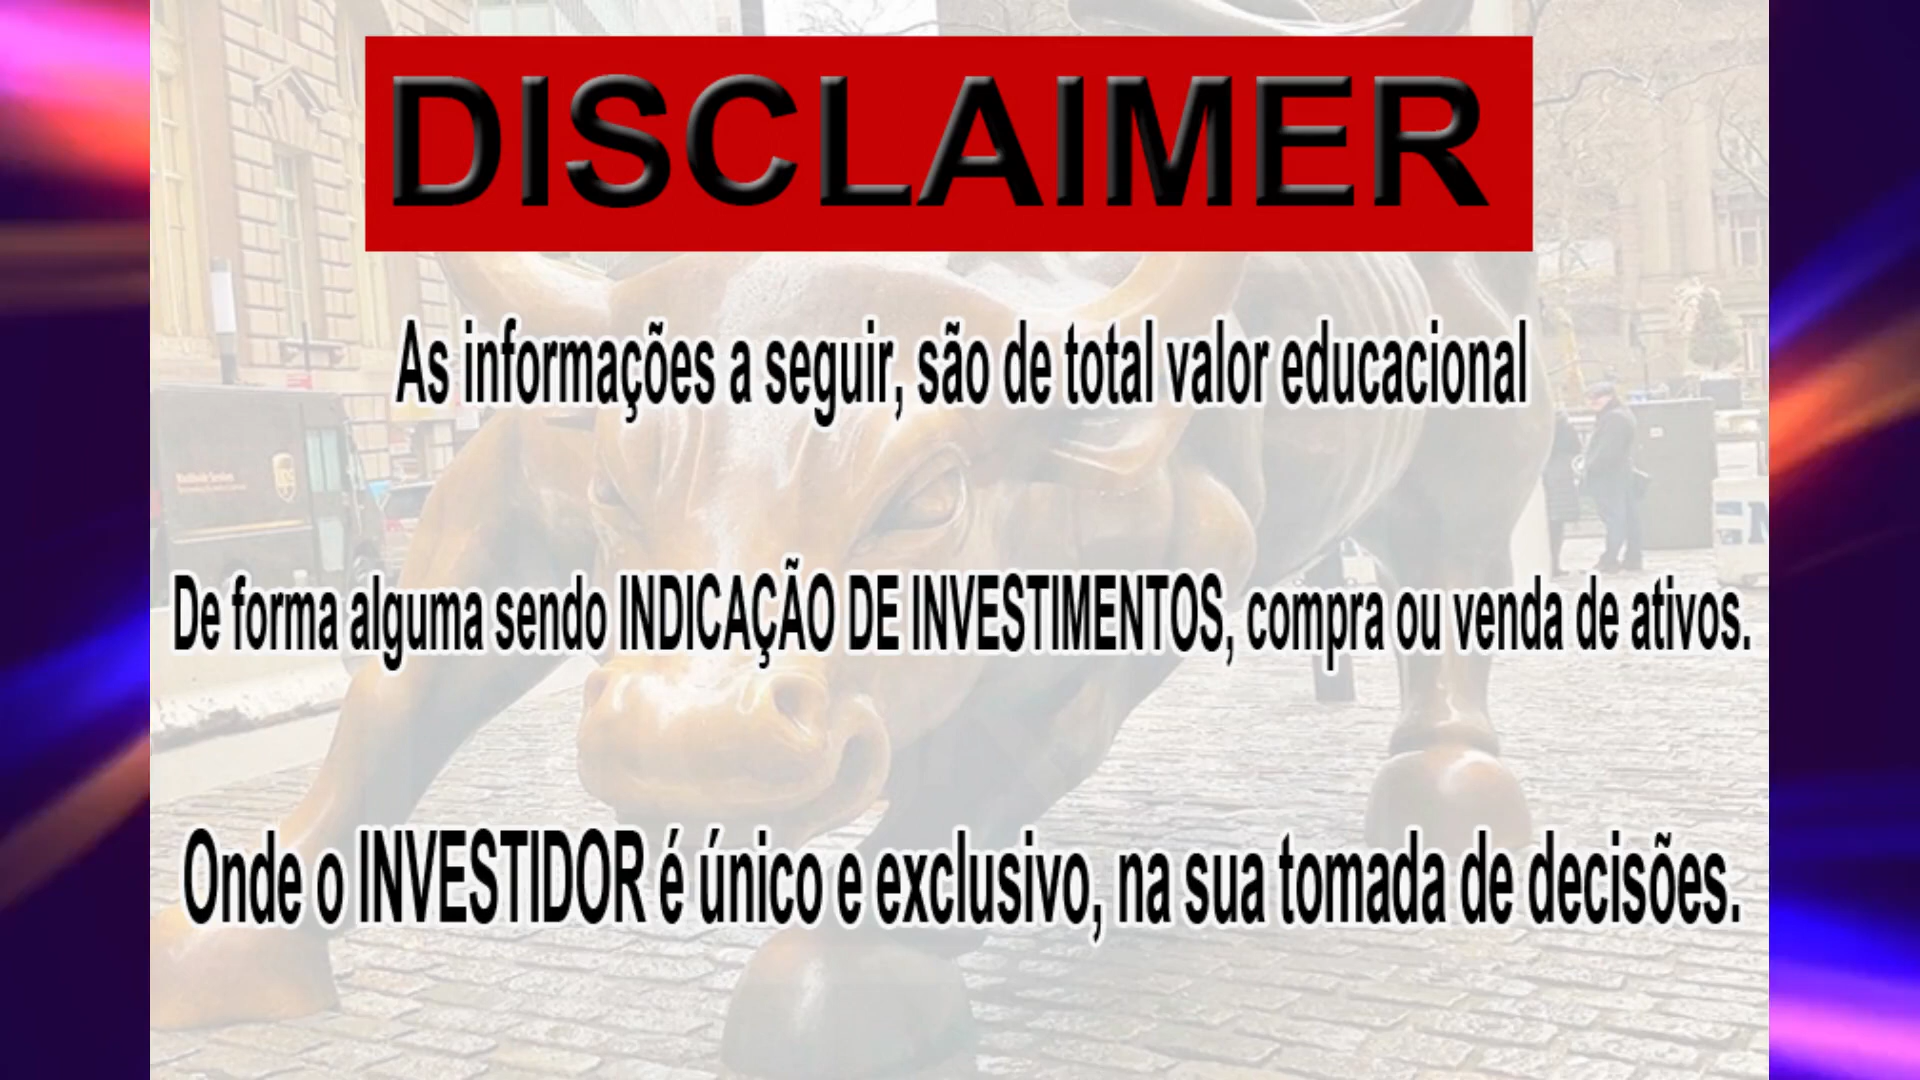 DISCLAIMER
As informações a seguir, são de total valor educacional
De forma alguma sendo INDICAÇÃO DE INVESTIMENTOS, compra ou venda de ativos.
Onde o INVESTIDOR é único e exclusivo, na sua tomada de decisões.